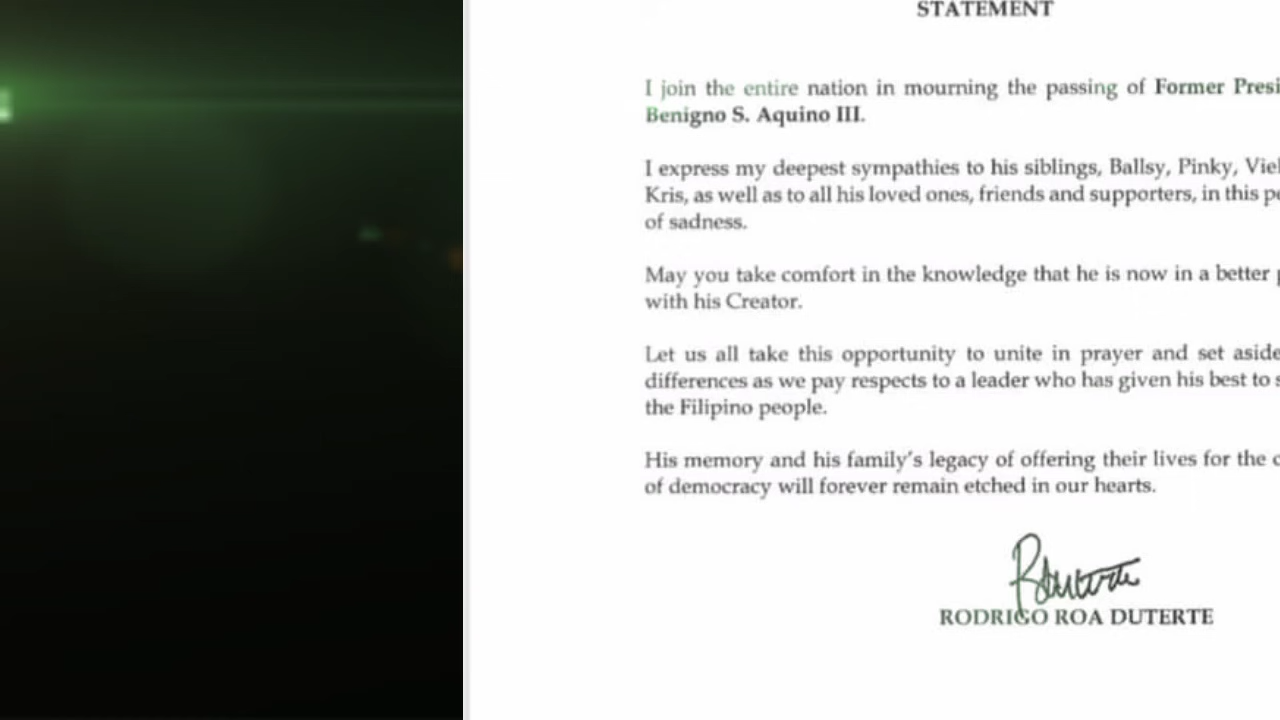 STATEMENT
I join the entire nation in mourning the passing of Former Presi
Benigno S. Aquino III.
I express my deepest sympathies to his siblings, Ballsy, Pinky, Viel
Kris, as well as to all his loved ones, friends and supporters, in this pe
of sadness.
May you take comfort in the knowledge that he is now in a better p
with his Creator.
Let us all take this opportunity to unite in prayer and set aside
differences as we pay respects to a leader who has given his best to s
the Filipino people.
His memory and his family's legacy of offering their lives for the c
of democracy will forever remain etched in our hearts.
RDuterte
RODRIGO ROA DUTERTE